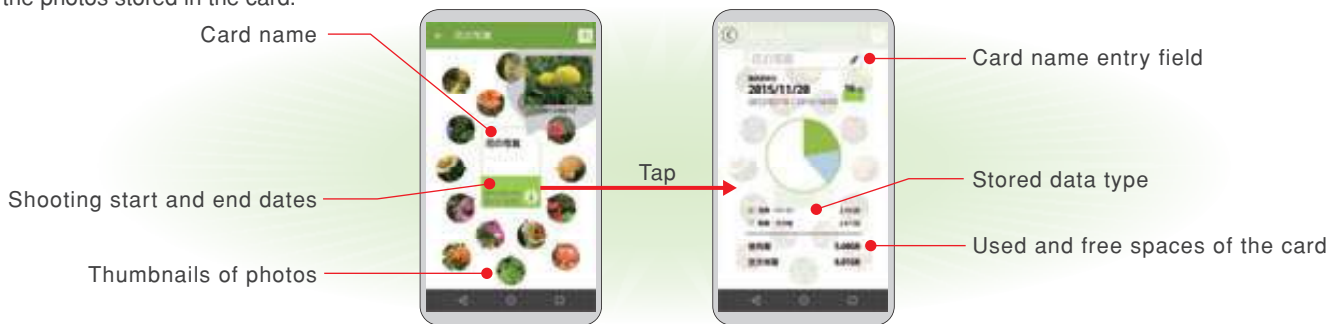 the photos stored in the card.
Card name
Card name entry field
2015/11/20
Tap
Stored data type
Shooting start and end dates
Used and free spaces of the card
Thumbnails of photos